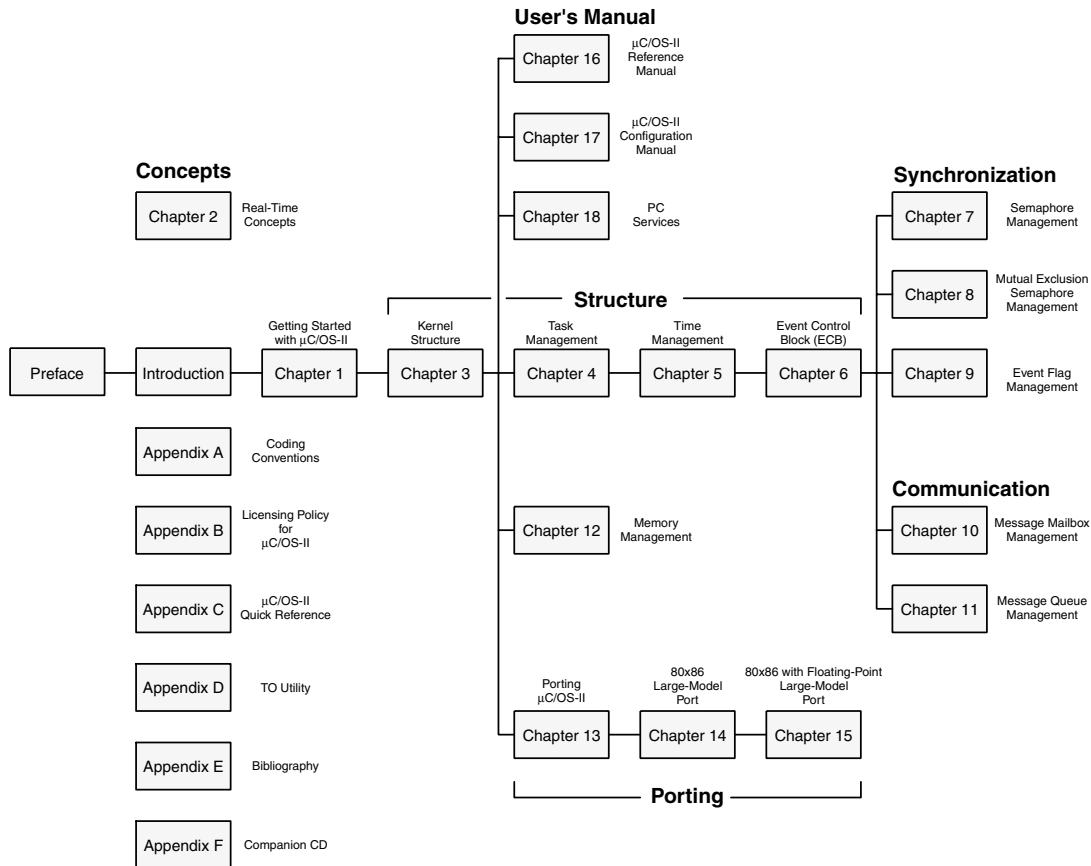 User's Manual
Chapter 16
μC/OS-II
Reference
Manual
Chapter 17
μC/OS-II
Configuration
Manual
Concepts
Chapter 2
Real-Time
Concepts
Chapter 18
PC
Services
Synchronization
Chapter 7
Semaphore
Management
Chapter 8
Mutual Exclusion
Semaphore
Management
Structure
Getting Started
with μC/OS-II
Kernel
Structure
Task
Management
Time
Management
Event Control
Block (ECB)
Preface
Introduction
Chapter 1
Chapter 3
Chapter 4
Chapter 5
Chapter 6
Chapter 9
Event Flag
Management
Appendix A
Coding
Conventions
Appendix B
Licensing Policy
for
μC/OS-II
Chapter 12
Memory
Management
Communication
Chapter 10
Message Mailbox
Management
Appendix C
μC/OS-II
Quick Reference
Chapter 11
Message Queue
Management
Appendix D
TO Utility
Porting
μC/OS-II
80x86
Large-Model
Port
80x86 with Floating-Point
Large-Model
Port
Chapter 13
Chapter 14
Chapter 15
Appendix E
Bibliography
Porting
Appendix F
Companion CD